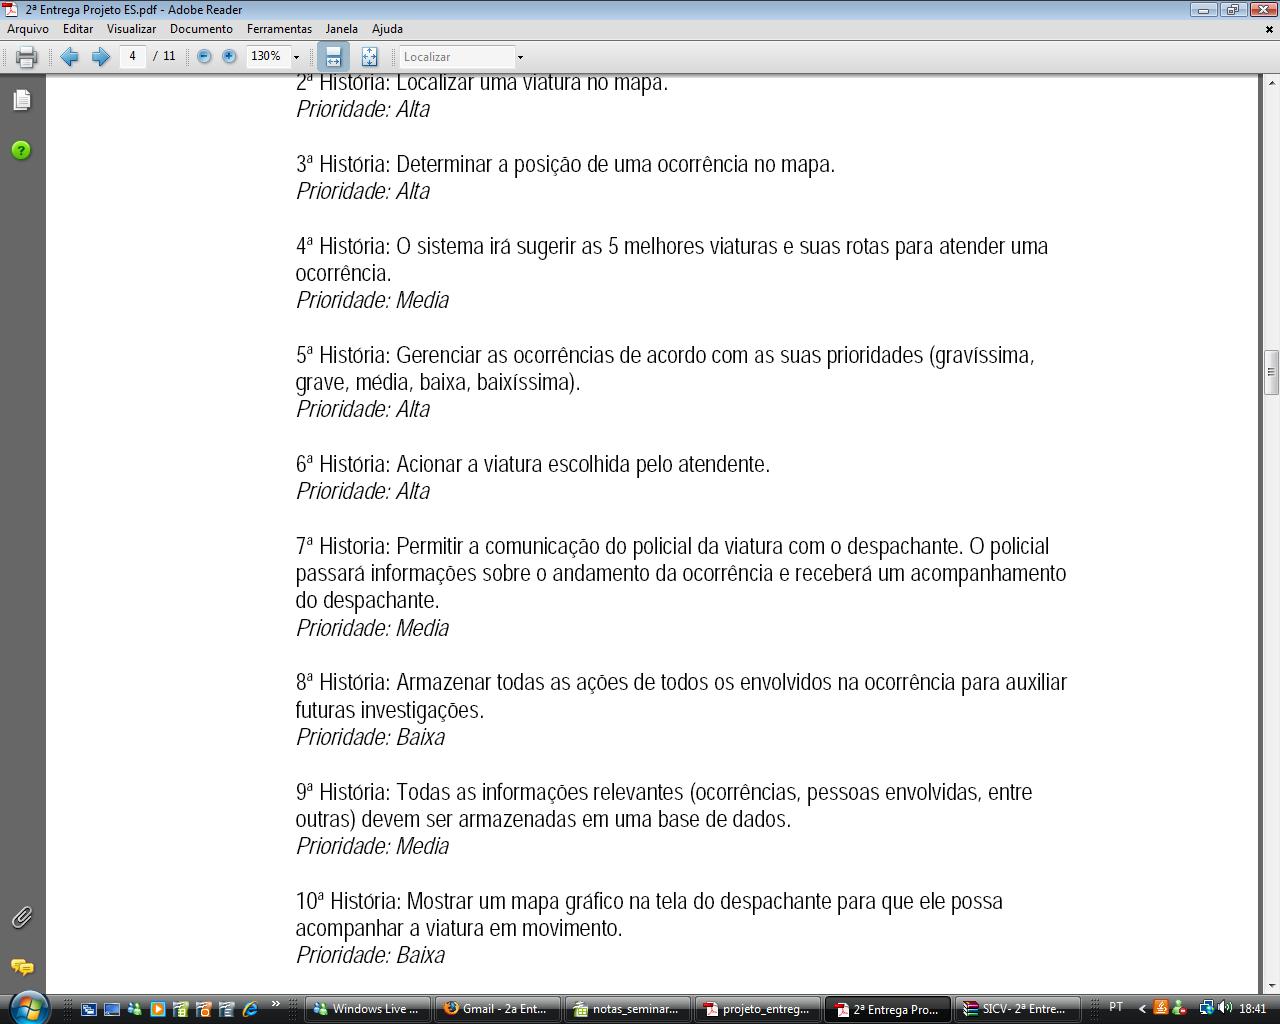 2ª Entrega Projeto ES.pdf - Adobe Reader
Arquivo Editar Visualizar Documento Ferramentas Janela Ajuda
4 / 11 130% Localizar
2ª História: Localizar uma viatura no mapa.
Prioridade: Alta
3ª História: Determinar a posição de uma ocorrência no mapa.
Prioridade: Alta
4ª História: O sistema irá sugerir as 5 melhores viaturas e suas rotas para atender uma
ocorrência.
Prioridade: Media
5ª História: Gerenciar as ocorrências de acordo com as suas prioridades (gravíssima,
grave, média, baixa, baixíssima).
Prioridade: Alta
6ª História: Acionar a viatura escolhida pelo atendente.
Prioridade: Alta
7ª Historia: Permitir a comunicação do policial da viatura com o despachante. O policial
passará informações sobre o andamento da ocorrência e receberá um acompanhamento
do despachante.
Prioridade: Media
8ª História: Armazenar todas as ações de todos os envolvidos na ocorrência para auxiliar
futuras investigações.
Prioridade: Baixa
9ª História: Todas as informações relevantes (ocorrências, pessoas envolvidas, entre
outras) devem ser armazenadas em uma base de dados.
Prioridade: Media
10ª História: Mostrar um mapa gráfico na tela do despachante para que ele possa
acompanhar a viatura em movimento.
Prioridade: Baixa
Windows Live ... Gmail - 2a Ent... notas_seminar... projeto_entreg... 2ª Entrega Pro... SICV- 2ª Entre... PT 18:41